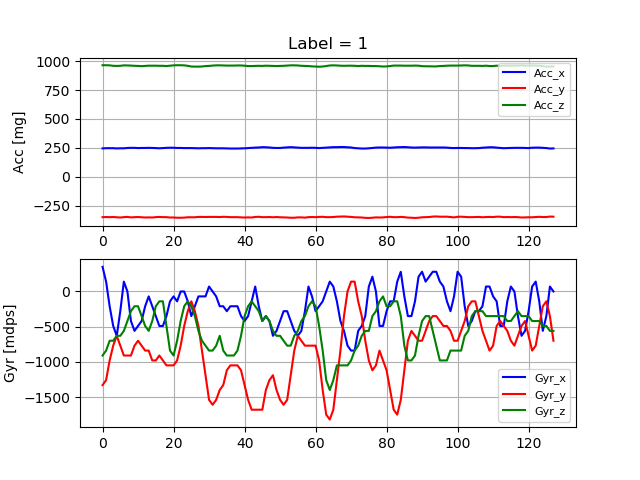 Label = 1
Acc [mg]
1000
750
500
250
0
−250
Acc_x
Acc_y
Acc_z
0 20 40 60 80 100 120
Gyr [mdps]
0
−500
−1000
−1500
Gyr_x
Gyr_y
Gyr_z
0 20 40 60 80 100 120